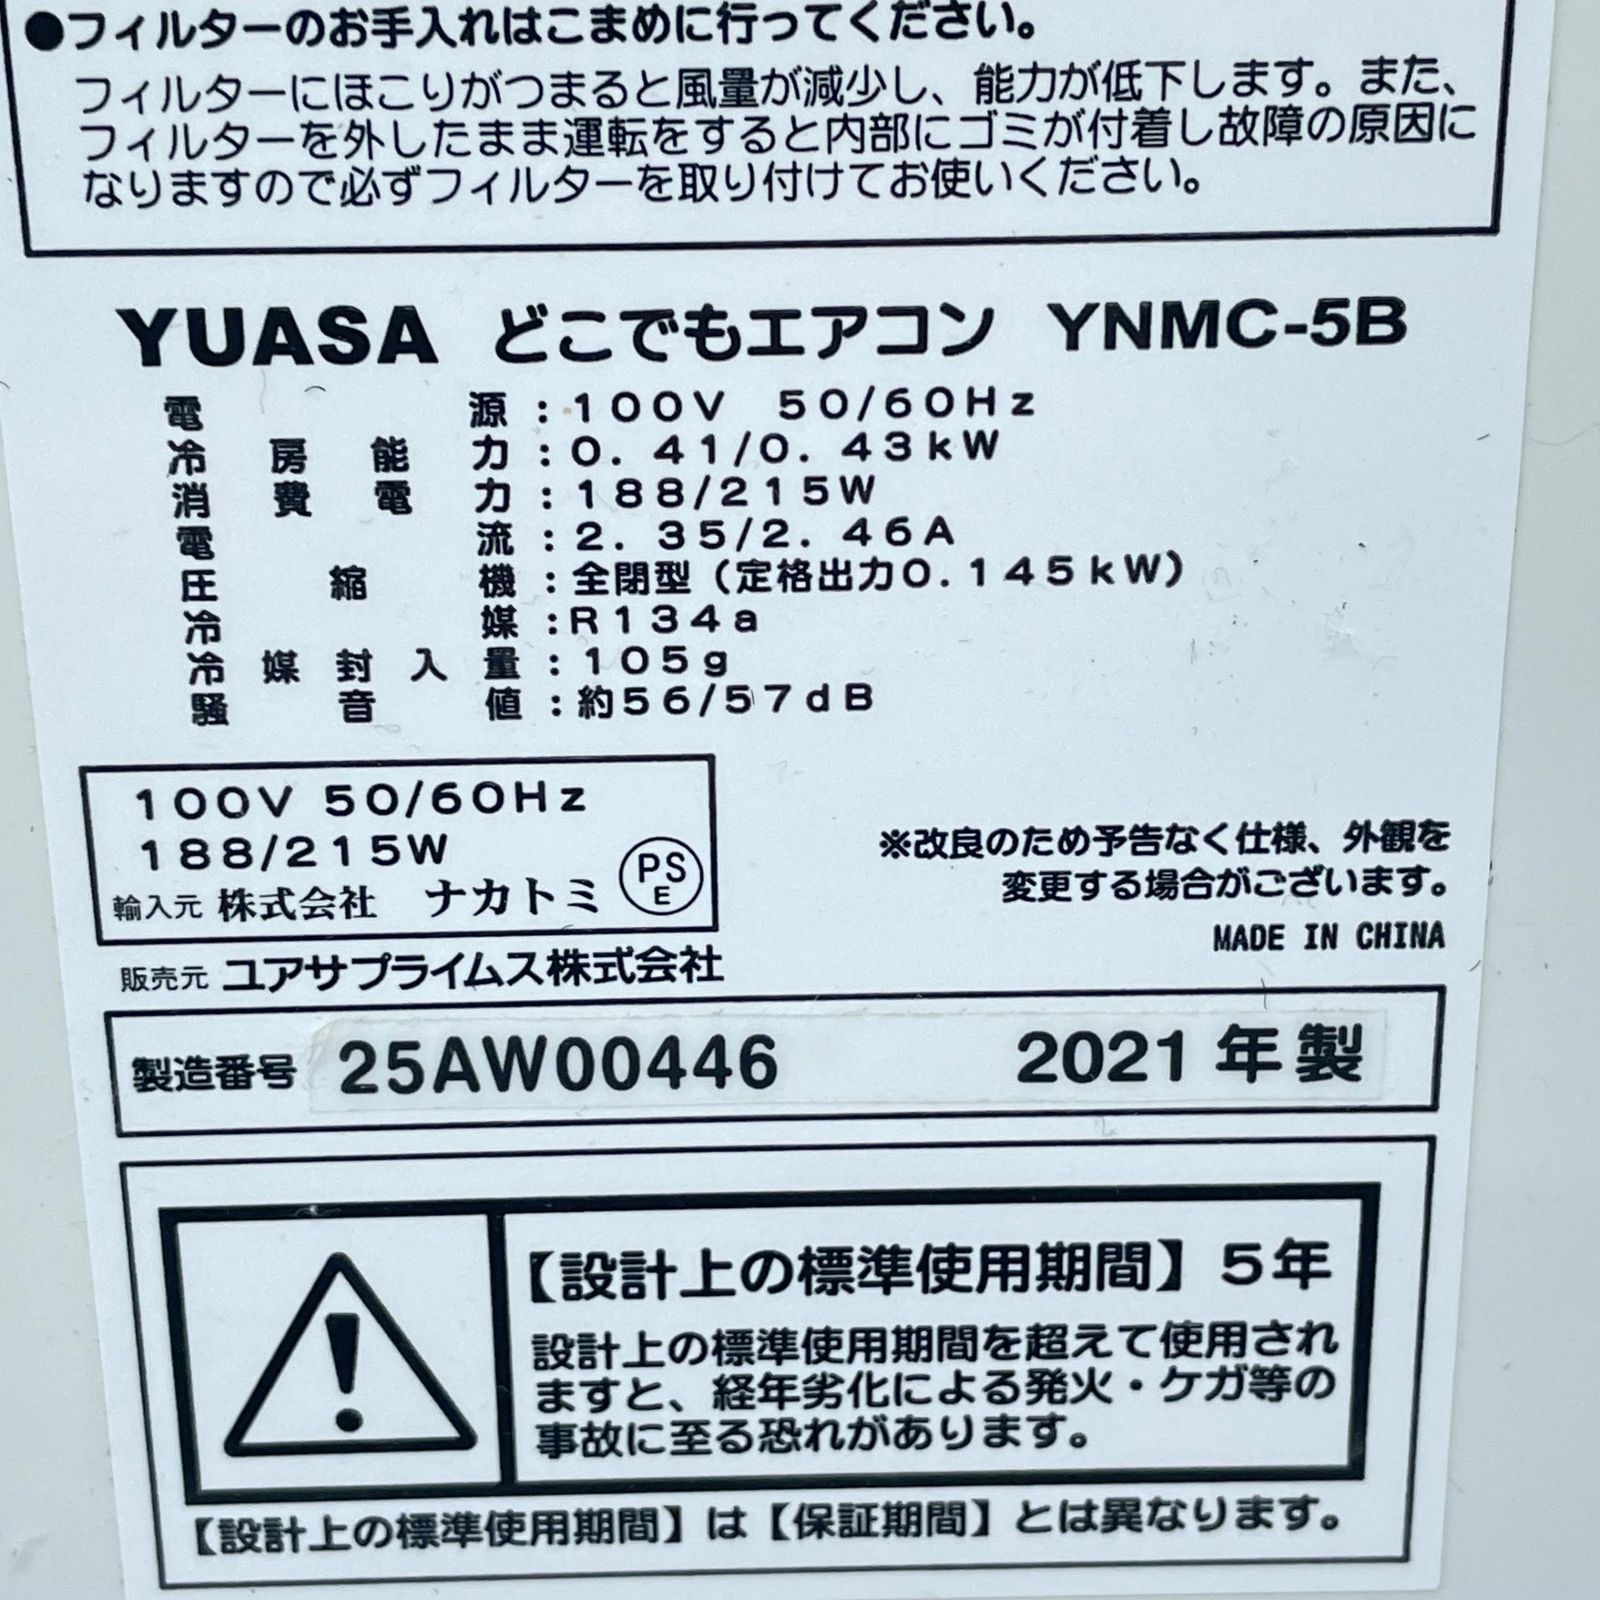 ●フィルターのお手入れはこまめに行ってください。
フィルターにほこりがつまると風量が減少し、能力が低下します。また、
フィルターを外したまま運転をすると内部にゴミが付着し故障の原因に
なりますので必ずフィルターを取り付けてお使いください。
YUASA どこでもエアコン YNMC-5B
電源:100V 50/60Hz
冷房能力:0.41/0.43kW
消費電力:188/215W
電流:2.35/2.46A
圧縮機:全閉型(定格出力0.145kW)
冷媒:R134a
冷媒封入量:105g
騒音値:約56/57dB
100V 50/60Hz
188/215W
輸入元 株式会社 ナカトミ
PS
E
販売元 ユアサプライムス株式会社
※改良のため予告なく仕様、外観を
変更する場合がございます。
MADE IN CHINA
製造番号 25AW00446 2021年製
【設計上の標準使用期間】5年
設計上の標準使用期間を超えて使用され
ますと、経年劣化による発火・ケガ等の
事故に至る恐れがあります。
【設計上の標準使用期間】は【保証期間】とは異なります。